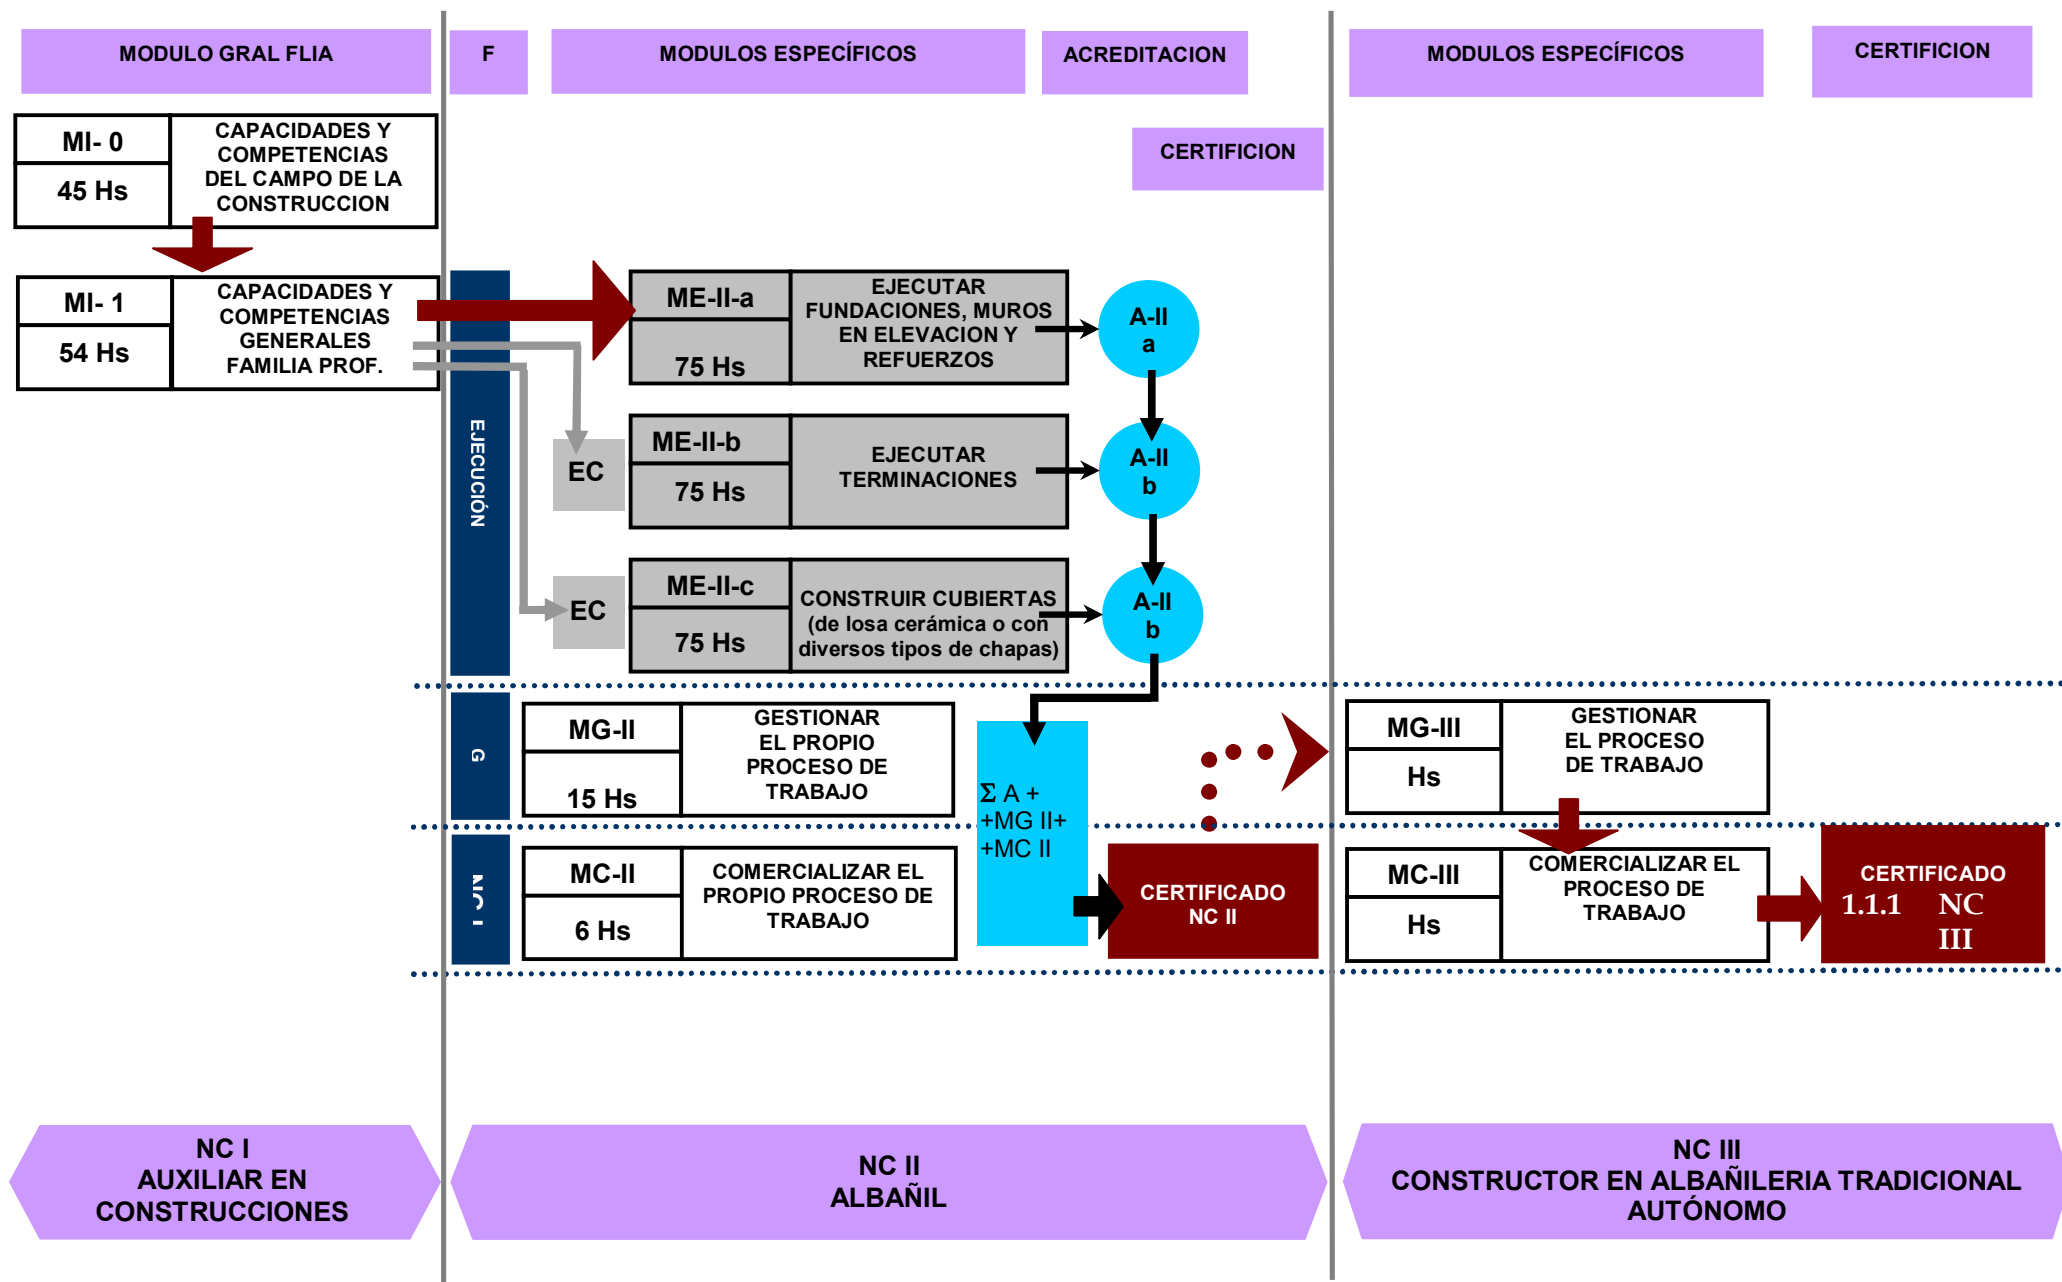 MODULO GRAL FLIA
F
MODULOS ESPECÍFICOS
ACREDITACION
MODULOS ESPECÍFICOS
CERTIFICION
CERTIFICION
MI- 0
45 Hs
CAPACIDADES Y
COMPETENCIAS
DEL CAMPO DE LA
CONSTRUCCION
MI- 1
54 Hs
CAPACIDADES Y
COMPETENCIAS
GENERALES
FAMILIA PROF.
EJECUCIÓN
ME-II-a
75 Hs
EJECUTAR
FUNDACIONES, MUROS
EN ELEVACION Y
REFUERZOS
A-II
a
EC
ME-II-b
75 Hs
EJECUTAR
TERMINACIONES
A-II
b
EC
ME-II-c
75 Hs
CONSTRUIR CUBIERTAS
(de losa cerámica o con
diversos tipos de chapas)
A-II
b
G
MG-II
15 Hs
GESTIONAR
EL PROPIO
PROCESO DE
TRABAJO
Σ A +
+MG II+
+MC II
MG-III
Hs
GESTIONAR
EL PROCESO
DE TRABAJO
MC-II
6 Hs
COMERCIALIZAR EL
PROPIO PROCESO DE
TRABAJO
CERTIFICADO
NC II
MC-III
Hs
COMERCIALIZAR EL
PROCESO DE
TRABAJO
CERTIFICADO
1.1.1 NC
III
NC I
AUXILIAR EN
CONSTRUCCIONES
NC II
ALBAÑIL
NC III
CONSTRUCTOR EN ALBAÑILERIA TRADICIONAL
AUTÓNOMO